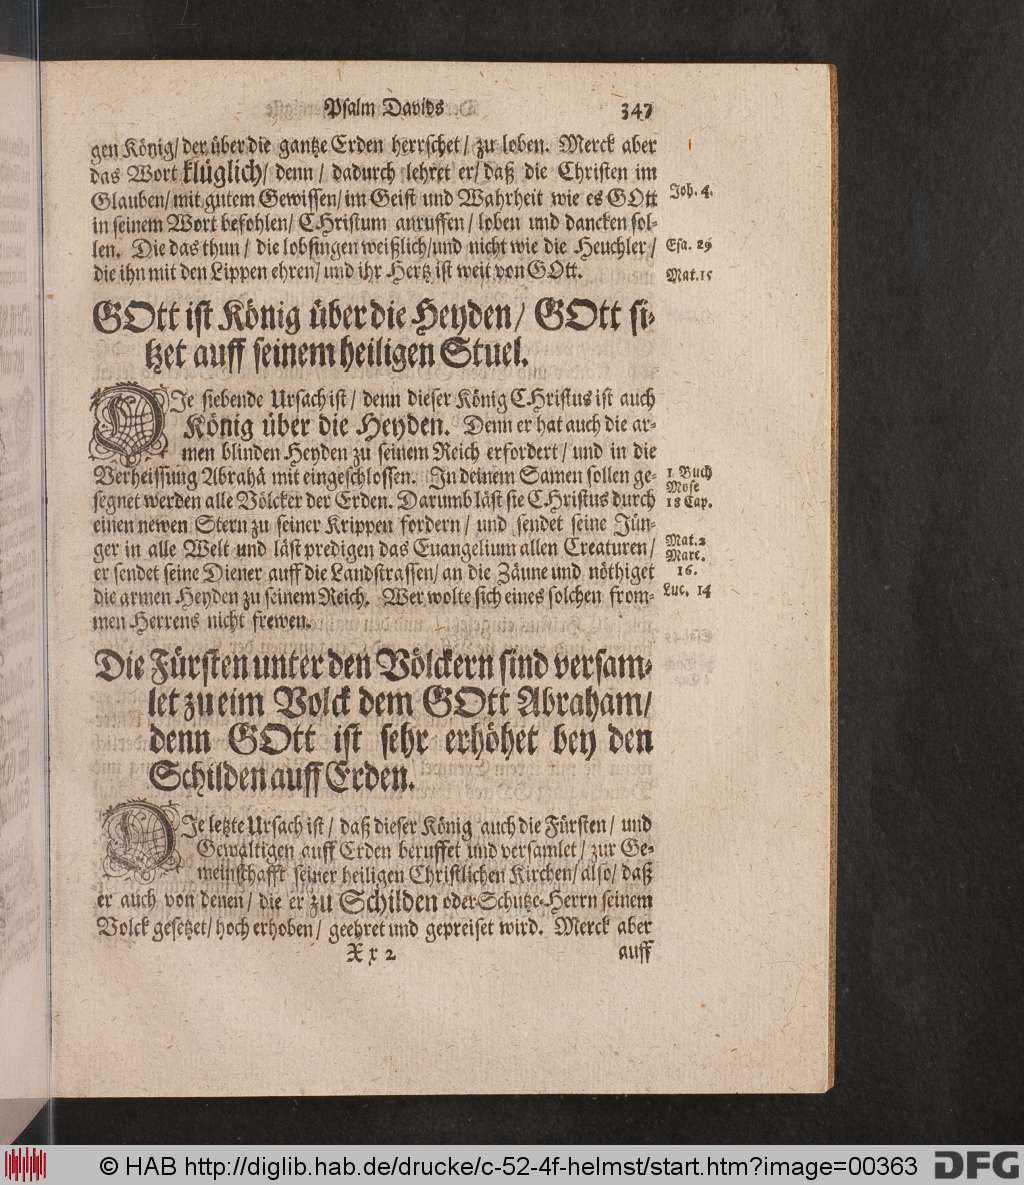 Psalm Davids 347
gen König/ der über die gantze Erden herrschet/ zu loben. Merck aber
das Wort klüglich/ denn/ dadurch lehret er/ daß die Christen im
Glauben/ mit gutem Gewissen/ im Geist und Wahrheit wie es GOtt
Joh. 4.
in seinem Wort befohlen/ CHristum anruffen/ loben und dancken sol-
len. Die das thun/ die lobsingen weißlich/ und nicht wie die Heuchler/
Esa. 29
die ihn mit den Lippen ehren/ und ihr Hertz ist weit von GOtt.
Mat. 15
GOtt ist König über die Heyden/ GOtt si-
tzet auff seinem heiligen Stuel.
DIe siebende Ursach ist/ denn dieser König CHristus ist auch
König über die Heyden. Denn er hat auch die ar-
men blinden Heyden zu seinem Reich erfordert/ und in die
Verheissung Abrahä mit eingeschlossen. In deinem Samen sollen ge-
1. Buch
Mose
segnet werden alle Völcker der Erden. Darumb läst sie CHristus durch
18 Cap.
einen newen Stern zu seiner Krippen fordern/ und sendet seine Jün-
ger in alle Welt und läst predigen das Euangelium allen Creaturen/
Mat. 2
Marc.
er sendet seine Diener auff die Landstrassen/ an die Zäune und nöthiget
16.
die armen Heyden zu seinem Reich. Wer wolte sich eines solchen from-
Luc. 14
men Herrens nicht frewen.
Die Fürsten unter den Völckern sind versam-
let zu eim Volck dem GOtt Abraham/
denn GOtt ist sehr erhöhet bey den
Schilden auff Erden.
DIe letzte Ursach ist/ daß dieser König auch die Fürsten/ und
Gewaltigen auff Erden beruffet und versamlet/ zur Ge-
meinschafft seiner heiligen Christlichen Kirchen/ also/ daß
er auch von denen/ die er zu Schilden oder Schutze-Herrn seinem
Volck gesetzet/ hoch erhoben/ geehret und gepreiset wird. Merck aber
X x 2 auff
© HAB http://diglib.hab.de/drucke/c-52-4f-helmst/start.htm?image=00363
DFG